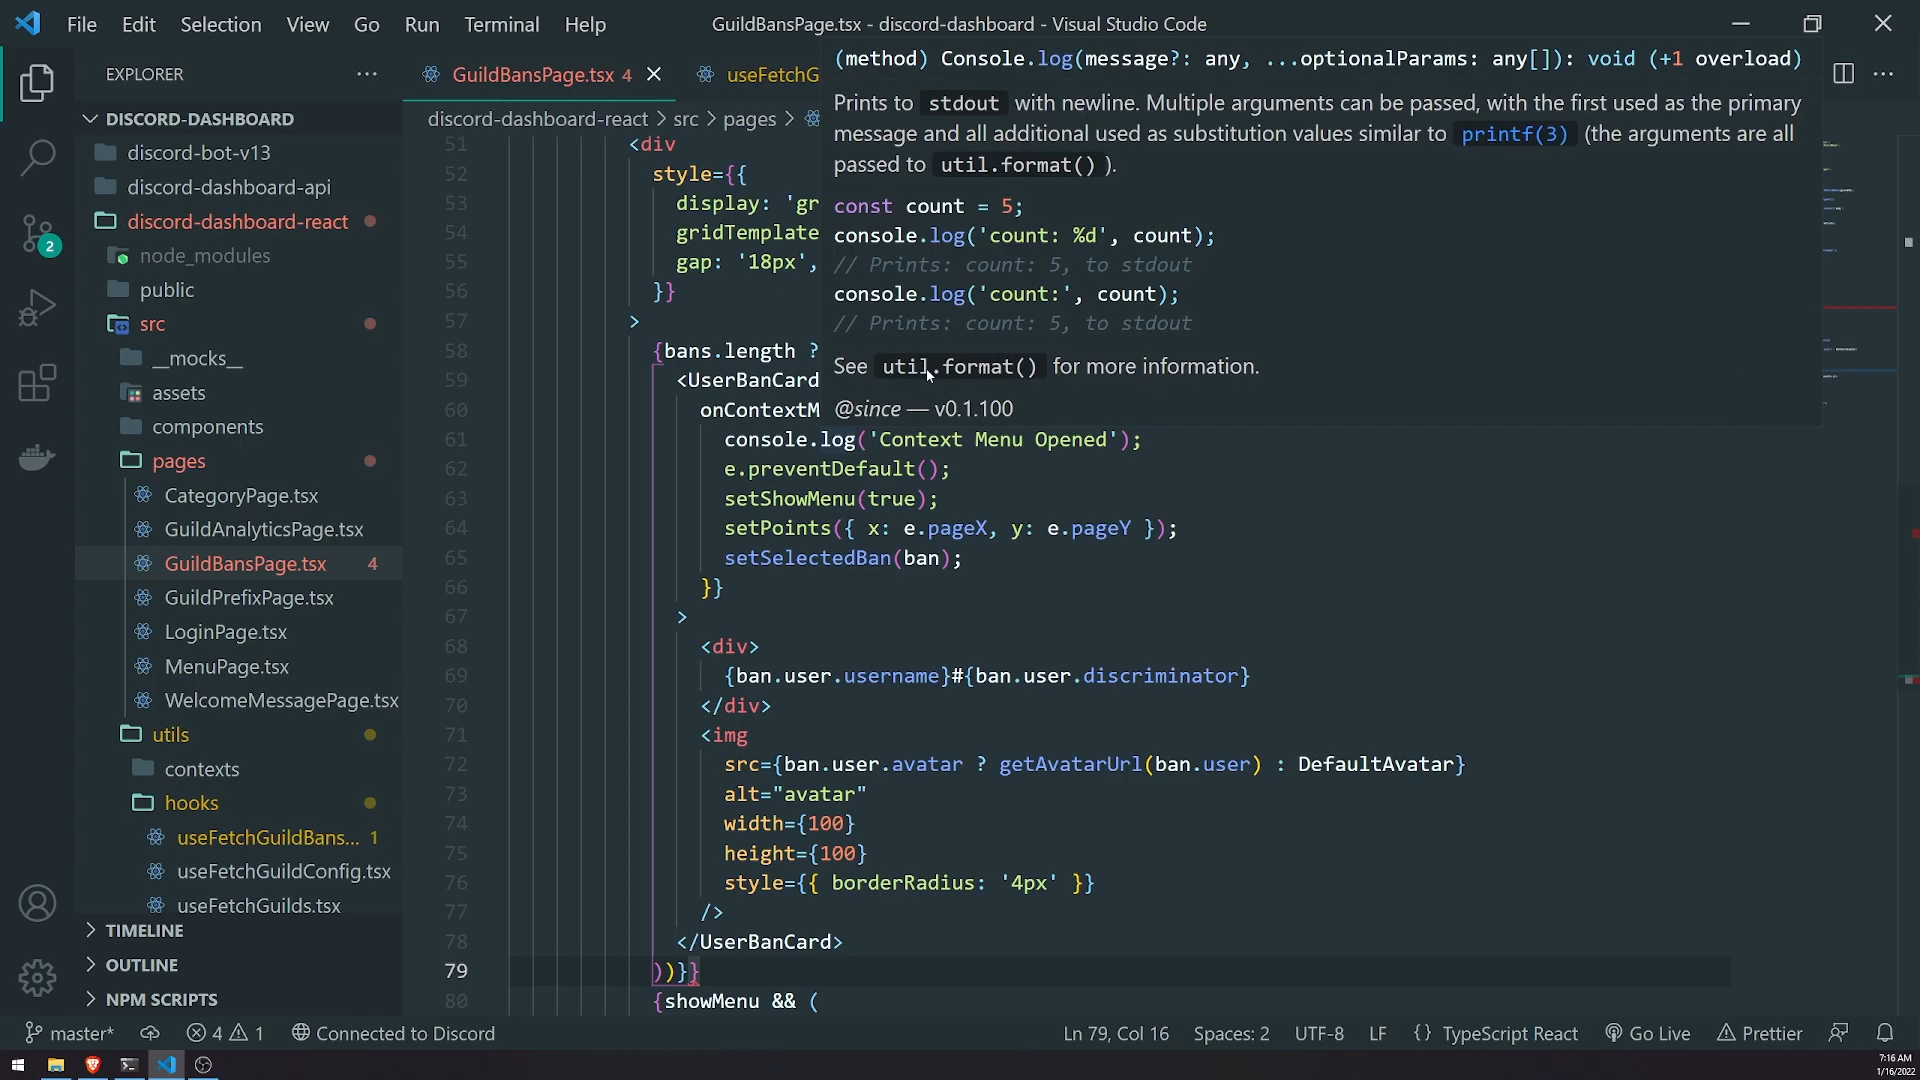 File Edit Selection View Go Run Terminal Help
GuildBansPage.tsx - discord-dashboard - Visual Studio Code
EXPLORER
DISCORD-DASHBOARD
discord-bot-v13
discord-dashboard-api
discord-dashboard-react
node_modules
public
src
__mocks__
assets
components
pages
CategoryPage.tsx
GuildAnalyticsPage.tsx
GuildBansPage.tsx 4
GuildPrefixPage.tsx
LoginPage.tsx
MenuPage.tsx
WelcomeMessagePage.tsx
utils
contexts
hooks
useFetchGuildBans... 1
useFetchGuildConfig.tsx
useFetchGuilds.tsx
TIMELINE
OUTLINE
NPM SCRIPTS
2
GuildBansPage.tsx 4
useFetchG
discord-dashboard-react > src > pages >
(method) Console.log(message?: any, ...optionalParams: any[]): void (+1 overload)
Prints to stdout with newline. Multiple arguments can be passed, with the first used as the primary
message and all additional used as substitution values similar to printf(3) (the arguments are all
passed to util.format() ).
const count = 5;
console.log('count: %d', count);
// Prints: count: 5, to stdout
console.log('count:', count);
// Prints: count: 5, to stdout
See util.format() for more information.
@since — v0.1.100
51 <div
52 style={{
53 display: 'gr
54 gridTemplate
55 gap: '18px',
56 }}
57 >
58 {bans.length ?
59 <UserBanCard
60 onContextM
61 console.log('Context Menu Opened');
62 e.preventDefault();
63 setShowMenu(true);
64 setPoints({ x: e.pageX, y: e.pageY });
65 setSelectedBan(ban);
66 }}
67 >
68 <div>
69 {ban.user.username}#{ban.user.discriminator}
70 </div>
71 <img
72 src={ban.user.avatar ? getAvatarUrl(ban.user) : DefaultAvatar}
73 alt="avatar"
74 width={100}
75 height={100}
76 style={{ borderRadius: '4px' }}
77 />
78 </UserBanCard>
79 ))}}
80 {showMenu && (
master* 4 1 Connected to Discord Ln 79, Col 16 Spaces: 2 UTF-8 LF {} TypeScript React Go Live Prettier
7:16 AM
1/16/2022